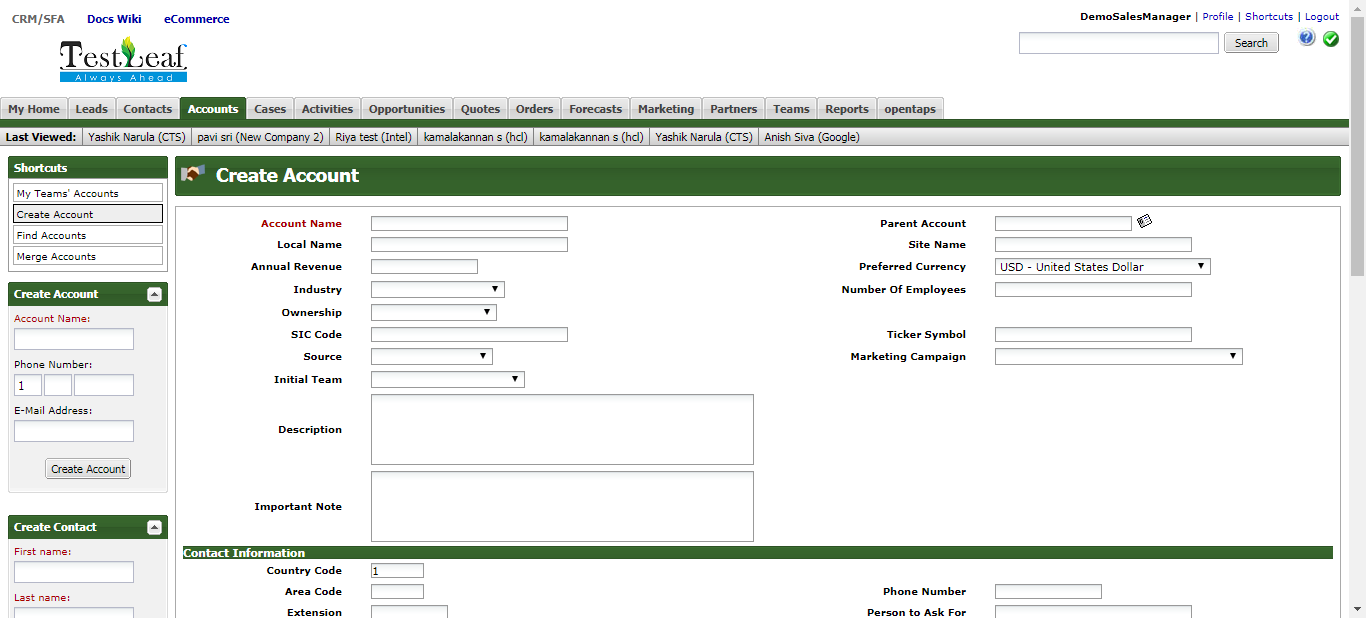 CRM/SFA Docs Wiki eCommerce
DemoSalesManager | Profile | Shortcuts | Logout
TestLeaf
Always Ahead
Search
My Home Leads Contacts Accounts Cases Activities Opportunities Quotes Orders Forecasts Marketing Partners Teams Reports opentaps
Last Viewed: Yashik Narula (CTS) pavi sri (New Company 2) Riya test (Intel) kamalakannan s (hcl) kamalakannan s (hcl) Yashik Narula (CTS) Anish Siva (Google)
Shortcuts
My Teams' Accounts
Create Account
Find Accounts
Merge Accounts
Create Account
Account Name:
Phone Number:
1
E-Mail Address:
Create Account
Create Contact
First name:
Last name:
Create Account
Account Name Parent Account
Local Name Site Name
Annual Revenue Preferred Currency USD - United States Dollar
Industry Number Of Employees
Ownership
SIC Code Ticker Symbol
Source Marketing Campaign
Initial Team
Description
Important Note
Contact Information
Country Code 1
Area Code Phone Number
Extension Person to Ask For